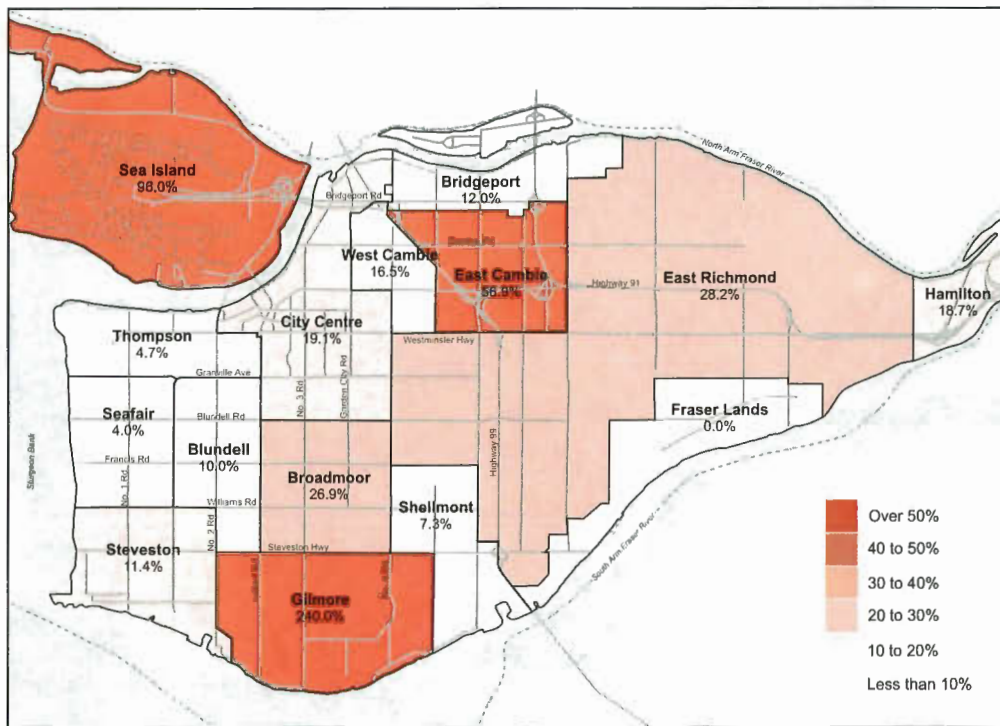 North Arm Fraser River
Sea Island
98.0%
Bridgeport
12.0%
Bridgeport Rd
West Cambie
16.5%
East Cambie
56.9%
Highway 91
East Richmond
28.2%
Hamilton
18.7%
City Centre
19.1%
Thompson
4.7%
Westminster Hwy
Granville Ave
No. 3 Rd
Garden City Rd
Seafair
4.0%
Blundell Rd
Fraser Lands
0.0%
Sturgeon Bank
Blundell
10.0%
Francis Rd
No. 1 Rd
Broadmoor
26.9%
Highway 99
Williams Rd
Shellmont
7.3%
No. 2 Rd
Steveston
11.4%
Steveston Hwy
South Arm Fraser River
Gilmore
240.0%
Over 50%
40 to 50%
30 to 40%
20 to 30%
10 to 20%
Less than 10%